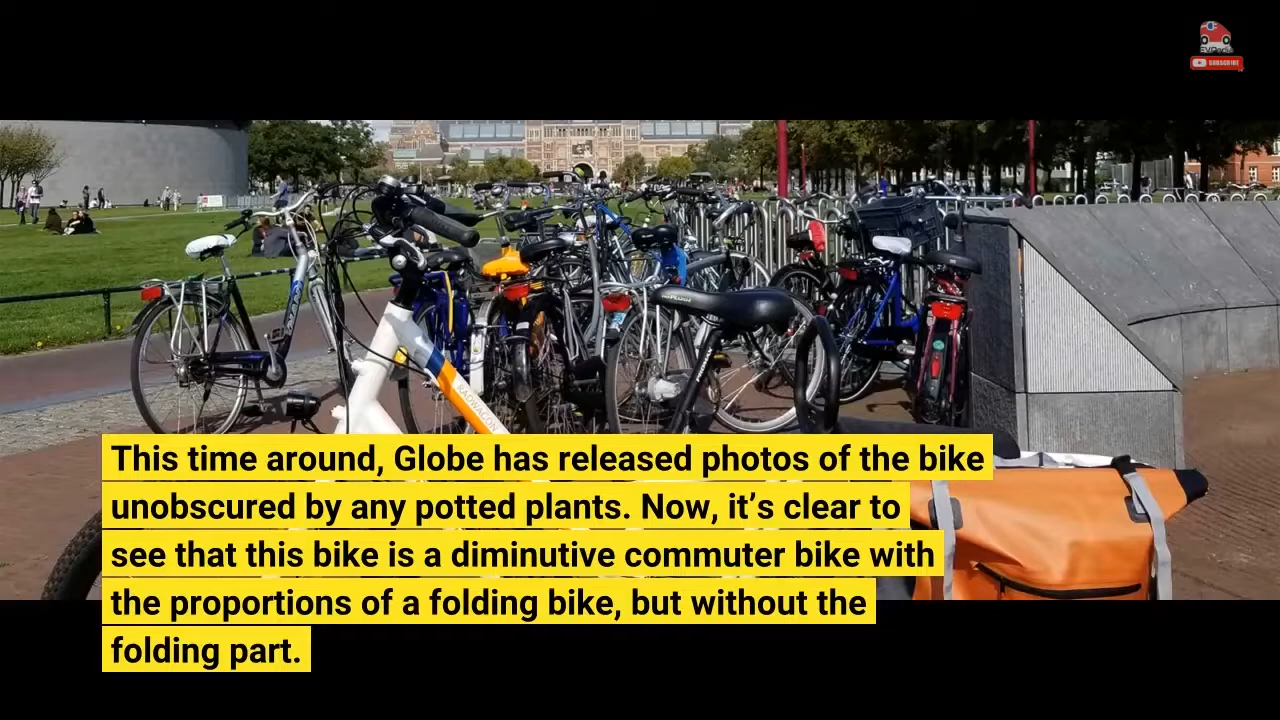 SUBSCRIBE
RADWAGON
This time around, Globe has released photos of the bike
unobscured by any potted plants. Now, it’s clear to
see that this bike is a diminutive commuter bike with
the proportions of a folding bike, but without the
folding part.